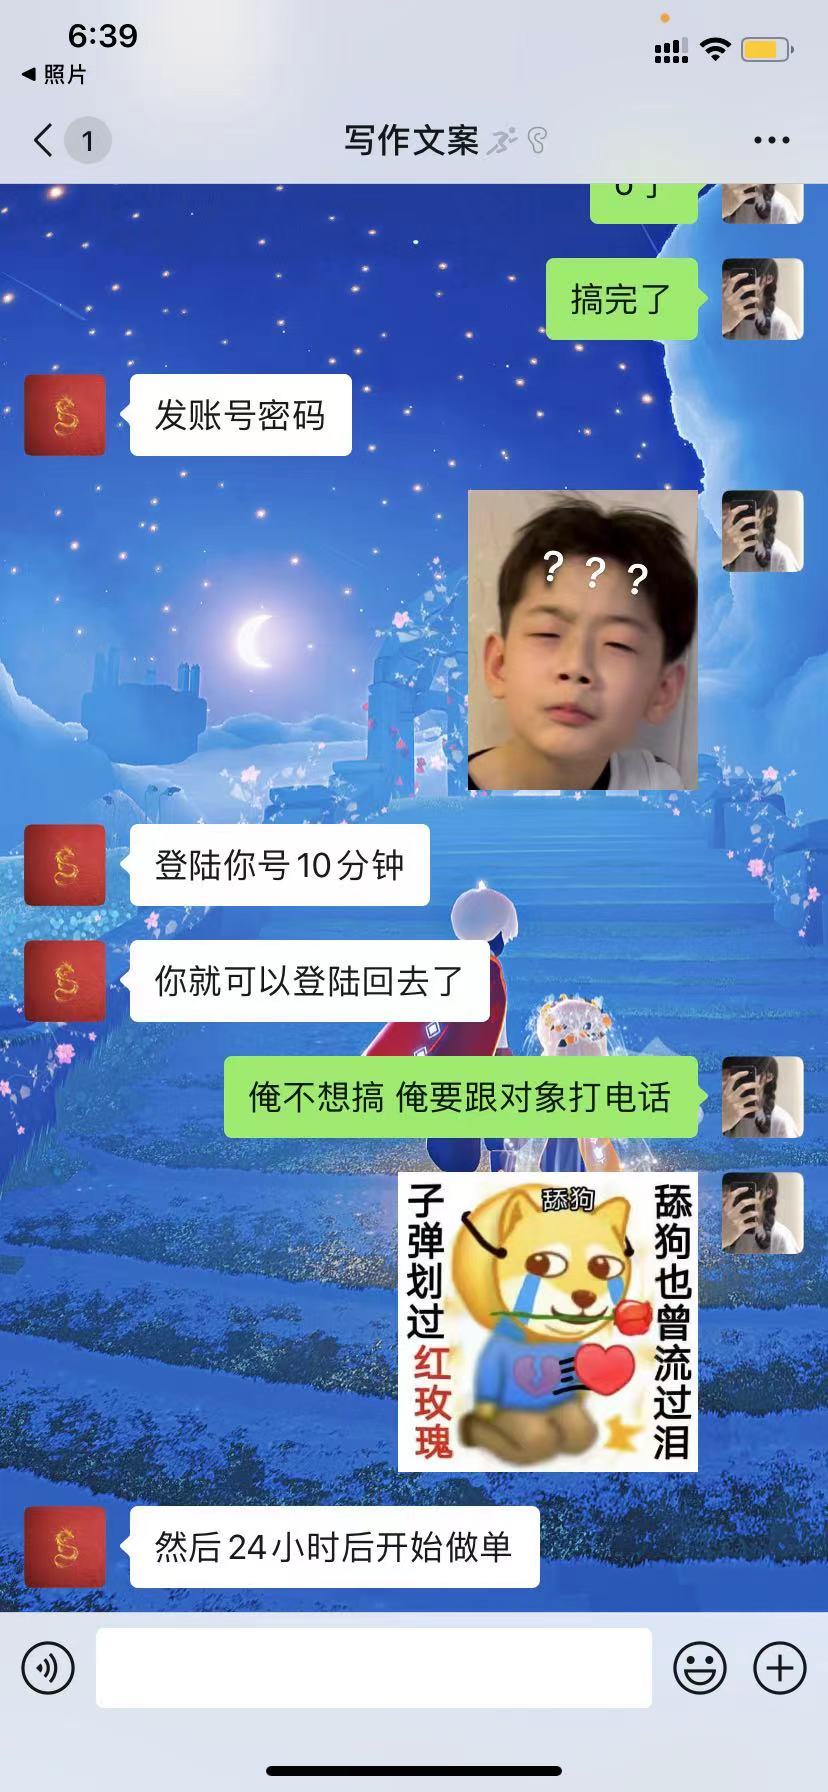 6:39
照片
1
写作文案
搞完了
发账号密码
? ? ?
登陆你号10分钟
你就可以登陆回去了
俺不想搞 俺要跟对象打电话
舔狗
子弹划过红玫瑰
舔狗也曾流过泪
然后24小时后开始做单